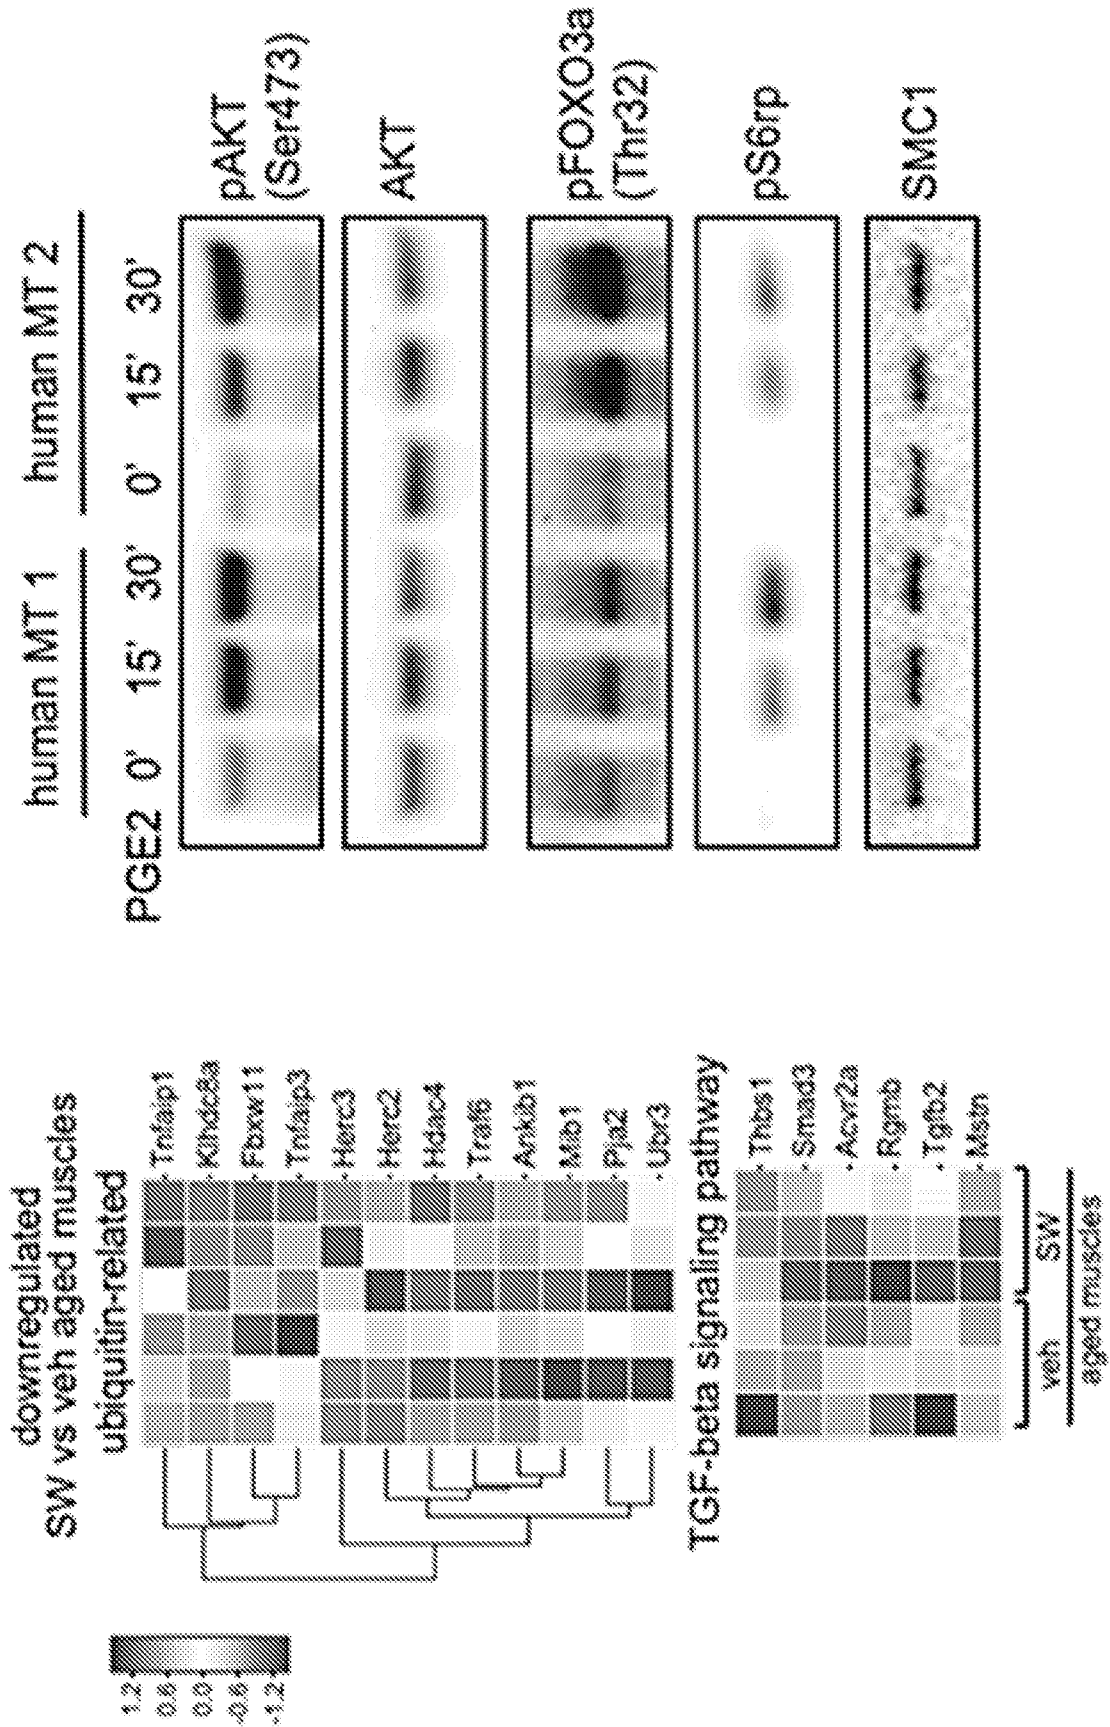 downregulated
SW vs veh aged muscles
ubiquitin-related
1.2
0.6
0.0
-0.6
-1.2
Tnfaip1
Klhdc8a
Fbxw11
Tnfaip3
Herc3
Herc2
Hdac4
Traf6
Ankib1
Mib1
Pja2
Ubr3
TGF-beta signaling pathway
Thbs1
Smad3
Acvr2a
Rgmb
Tgfb2
Mstn
veh SW
aged muscles
human MT 1 human MT 2
PGE2 0' 15' 30' 0' 15' 30'
pAKT
(Ser473)
AKT
pFOXO3a
(Thr32)
pS6rp
SMC1